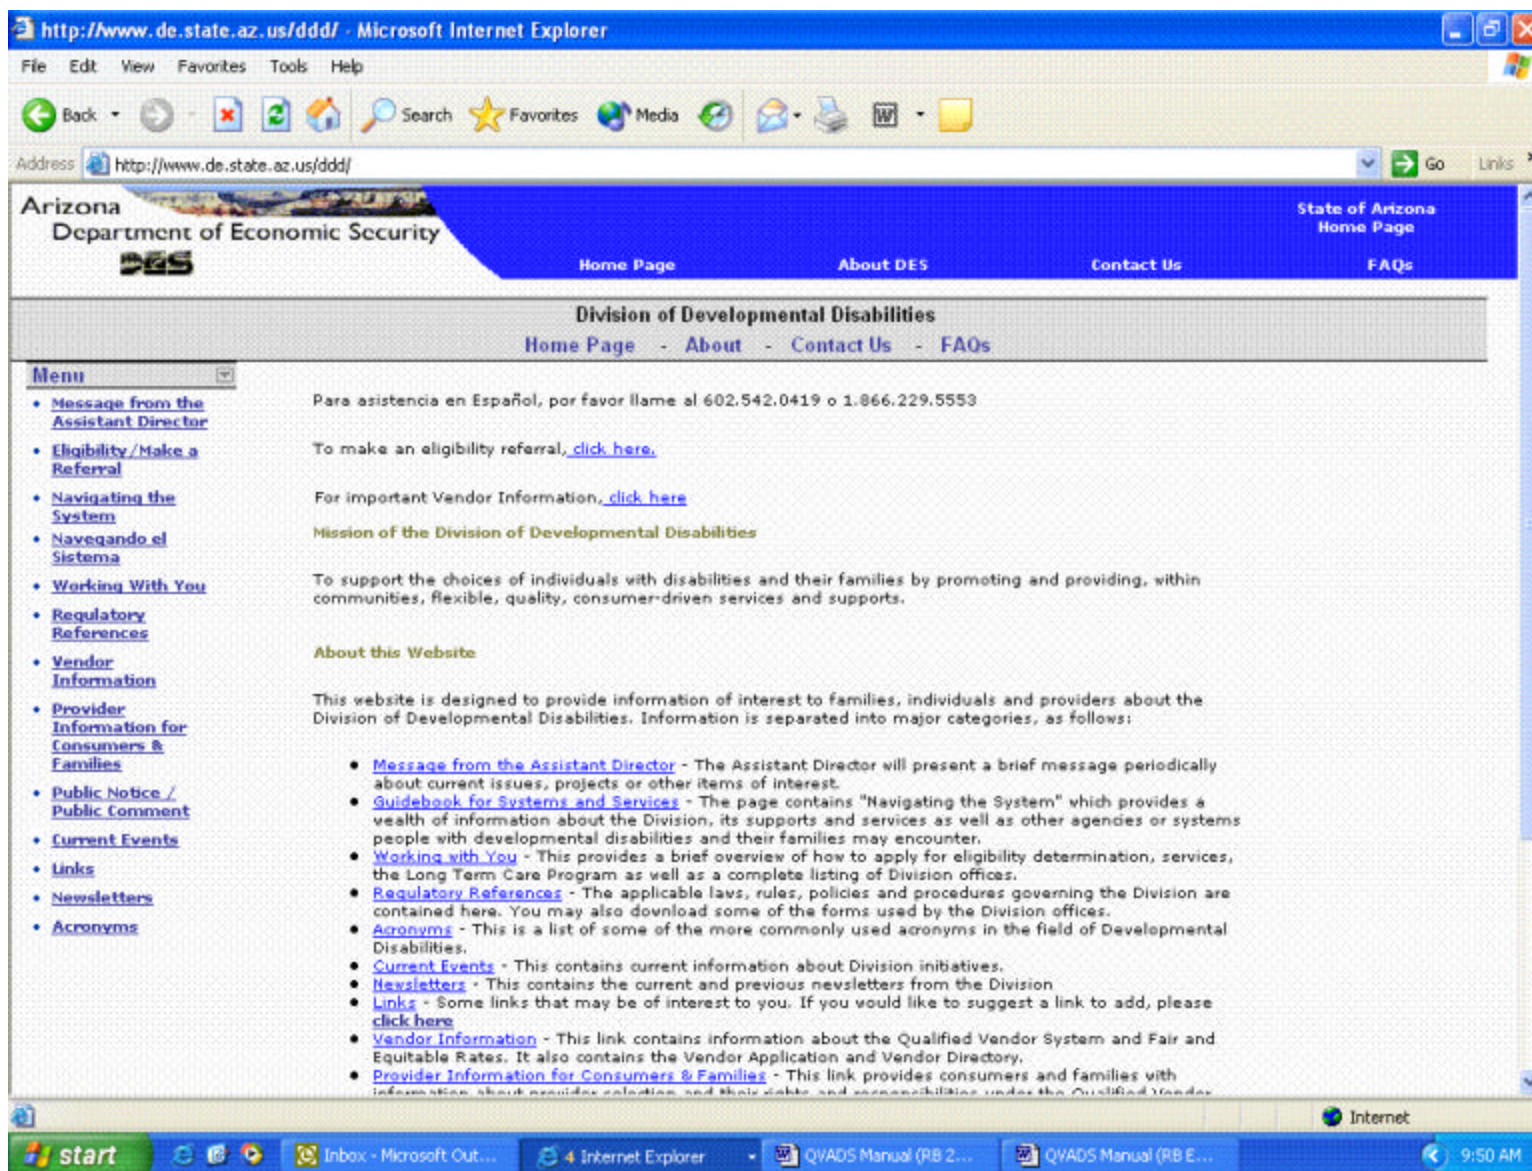 http://www.de.state.az.us/ddd/ - Microsoft Internet Explorer
File Edit View Favorites Tools Help
Back Search Favorites Media
Address http://www.de.state.az.us/ddd/ Go Links
Arizona
Department of Economic Security
DES
State of Arizona
Home Page
Home Page About DES Contact Us FAQs
Division of Developmental Disabilities
Home Page - About - Contact Us - FAQs
Menu
• Message from the
Assistant Director
• Eligibility/Make a
Referral
• Navigating the
System
• Navegando el
Sistema
• Working With You
• Regulatory
References
• Vendor
Information
• Provider
Information for
Consumers &
Families
• Public Notice /
Public Comment
• Current Events
• Links
• Newsletters
• Acronyms
Para asistencia en Español, por favor llame al 602.542.0419 o 1.866.229.5553
To make an eligibility referral, click here.
For important Vendor Information, click here
Mission of the Division of Developmental Disabilities
To support the choices of individuals with disabilities and their families by promoting and providing, within
communities, flexible, quality, consumer-driven services and supports.
About this Website
This website is designed to provide information of interest to families, individuals and providers about the
Division of Developmental Disabilities. Information is separated into major categories, as follows:
• Message from the Assistant Director - The Assistant Director will present a brief message periodically
about current issues, projects or other items of interest.
• Guidebook for Systems and Services - The page contains "Navigating the System" which provides a
wealth of information about the Division, its supports and services as well as other agencies or systems
people with developmental disabilities and their families may encounter.
• Working with You - This provides a brief overview of how to apply for eligibility determination, services,
the Long Term Care Program as well as a complete listing of Division offices.
• Regulatory References - The applicable laws, rules, policies and procedures governing the Division are
contained here. You may also download some of the forms used by the Division offices.
• Acronyms - This is a list of some of the more commonly used acronyms in the field of Developmental
Disabilities.
• Current Events - This contains current information about Division initiatives.
• Newsletters - This contains the current and previous newsletters from the Division
• Links - Some links that may be of interest to you. If you would like to suggest a link to add, please
click here
• Vendor Information - This link contains information about the Qualified Vendor System and Fair and
Equitable Rates. It also contains the Vendor Application and Vendor Directory.
• Provider Information for Consumers & Families - This link provides consumers and families with
information about provider selection and their rights and responsibilities under the Qualified Vendor
Internet
start Inbox - Microsoft Out... 4 Internet Explorer QVADS Manual (RB 2... QVADS Manual (RB E... 9:50 AM